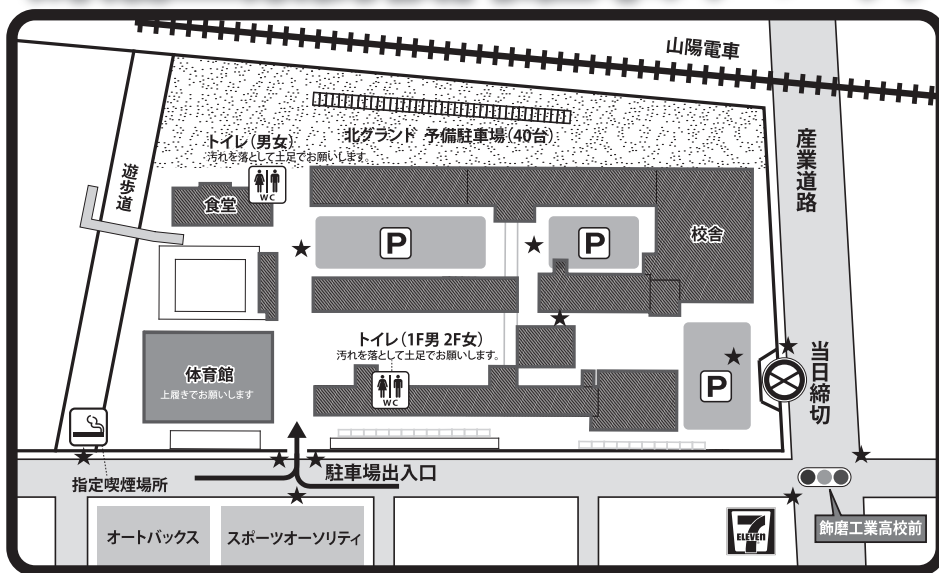 山陽電車
北グランド 予備駐車場(40台)
トイレ(男女)
汚れを落として土足でお願いします。
WC
遊歩道
食堂
P
P
校舎
産業道路
トイレ(1F男 2F女)
汚れを落として土足でお願いします。
WC
体育館
上履きでお願いします
P
当日締切
駐車場出入口
指定喫煙場所
オートバックス
スポーツオーソリティ
7
ELEVEN
飾磨工業高校前